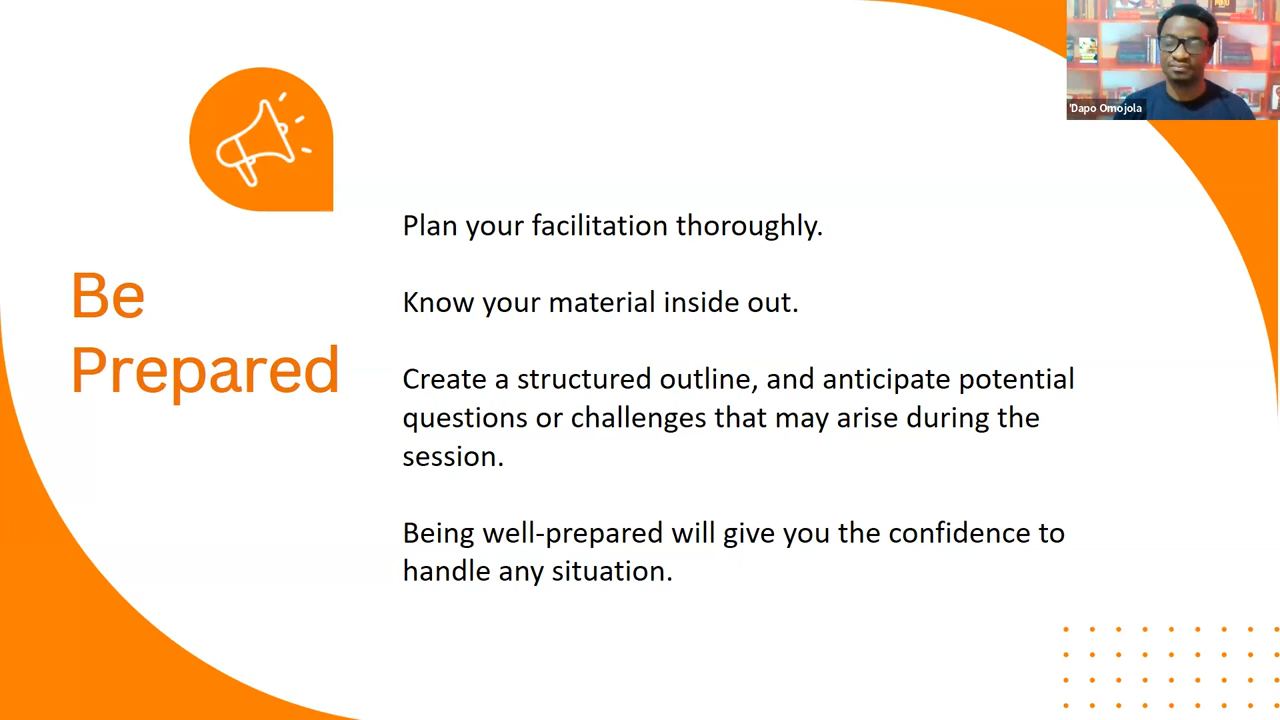 'Dapo Omojola
Be
Prepared
Plan your facilitation thoroughly.
Know your material inside out.
Create a structured outline, and anticipate potential
questions or challenges that may arise during the
session.
Being well-prepared will give you the confidence to
handle any situation.